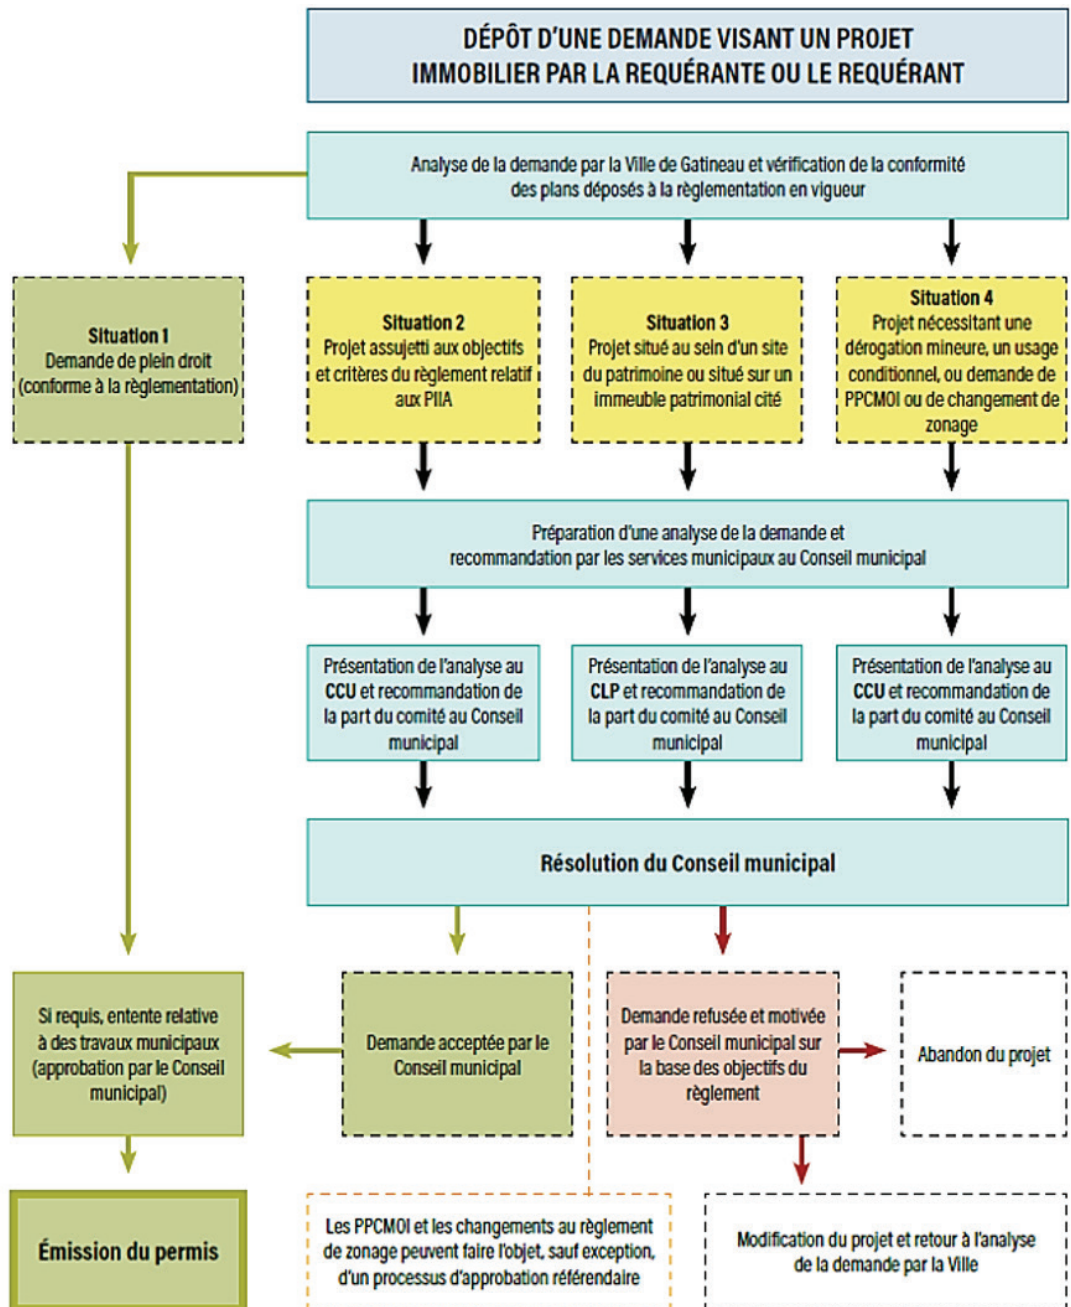 DÉPÔT D'UNE DEMANDE VISANT UN PROJET
IMMOBILIER PAR LA REQUÉRANTE OU LE REQUÉRANT
Analyse de la demande par la Ville de Gatineau et vérification de la conformité
des plans déposés à la règlementation en vigueur
Situation 1
Demande de plein droit
(conforme à la règlementation)
Situation 2
Projet assujetti aux objectifs
et critères du règlement relatif
aux PIIA
Situation 3
Projet situé au sein d'un site
du patrimoine ou situé sur un
immeuble patrimonial cité
Situation 4
Projet nécessitant une
dérogation mineure, un usage
conditionnel, ou demande de
PPCMOI ou de changement de
zonage
Préparation d'une analyse de la demande et
recommandation par les services municipaux au Conseil municipal
Présentation de l'analyse au
CCU et recommandation de
la part du comité au Conseil
municipal
Présentation de l'analyse au
CLP et recommandation de
la part du comité au Conseil
municipal
Présentation de l'analyse au
CCU et recommandation de
la part du comité au Conseil
municipal
Résolution du Conseil municipal
Si requis, entente relative
à des travaux municipaux
(approbation par le Conseil
municipal)
Demande acceptée par le
Conseil municipal
Demande refusée et motivée
par le Conseil municipal sur
la base des objectifs du
règlement
Abandon du projet
Émission du permis
Les PPCMOI et les changements au règlement
de zonage peuvent faire l'objet, sauf exception,
d'un processus d'approbation référendaire
Modification du projet et retour à l'analyse
de la demande par la Ville